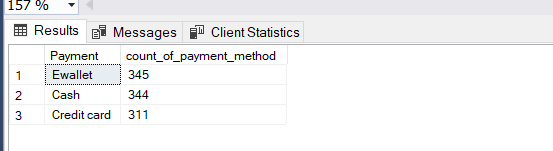 157 %
Results Messages Client Statistics
Payment count_of_payment_method
1 Ewallet 345
2 Cash 344
3 Credit card 311